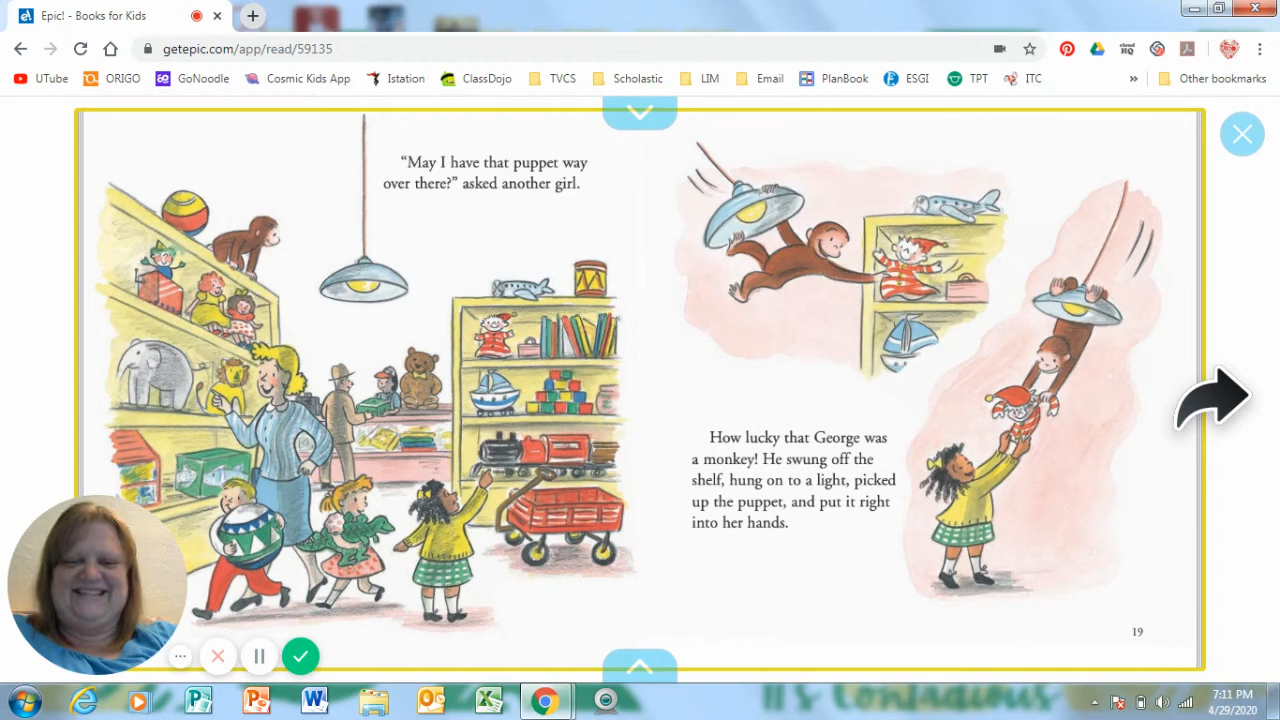 Epic! - Books for Kids
getepic.com/app/read/59135
UTube ORIGO GoNoodle Cosmic Kids App Istation ClassDojo TVCS Scholastic LIM Email PlanBook ESGI TPT ITC » Other bookmarks
cloud HQ
“May I have that puppet way
over there?” asked another girl.
How lucky that George was
a monkey! He swung off the
shelf, hung on to a light, picked
up the puppet, and put it right
into her hands.
19
7:11 PM
4/29/2020